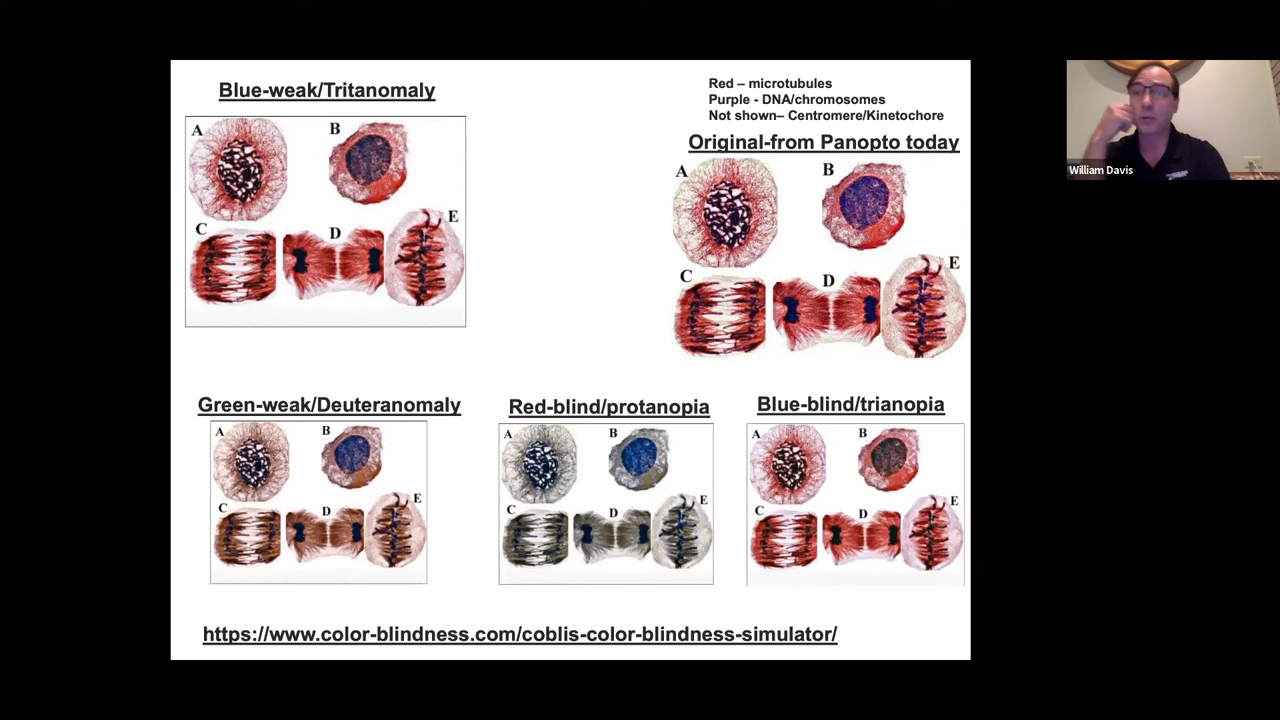 Blue-weak/Tritanomaly
A
B
C
D
E
Red – microtubules
Purple - DNA/chromosomes
Not shown– Centromere/Kinetochore
Original-from Panopto today
A
B
C
D
E
William Davis
Green-weak/Deuteranomaly
A
B
C
D
E
Red-blind/protanopia
A
B
C
D
E
Blue-blind/trianopia
A
B
C
D
E
https://www.color-blindness.com/coblis-color-blindness-simulator/